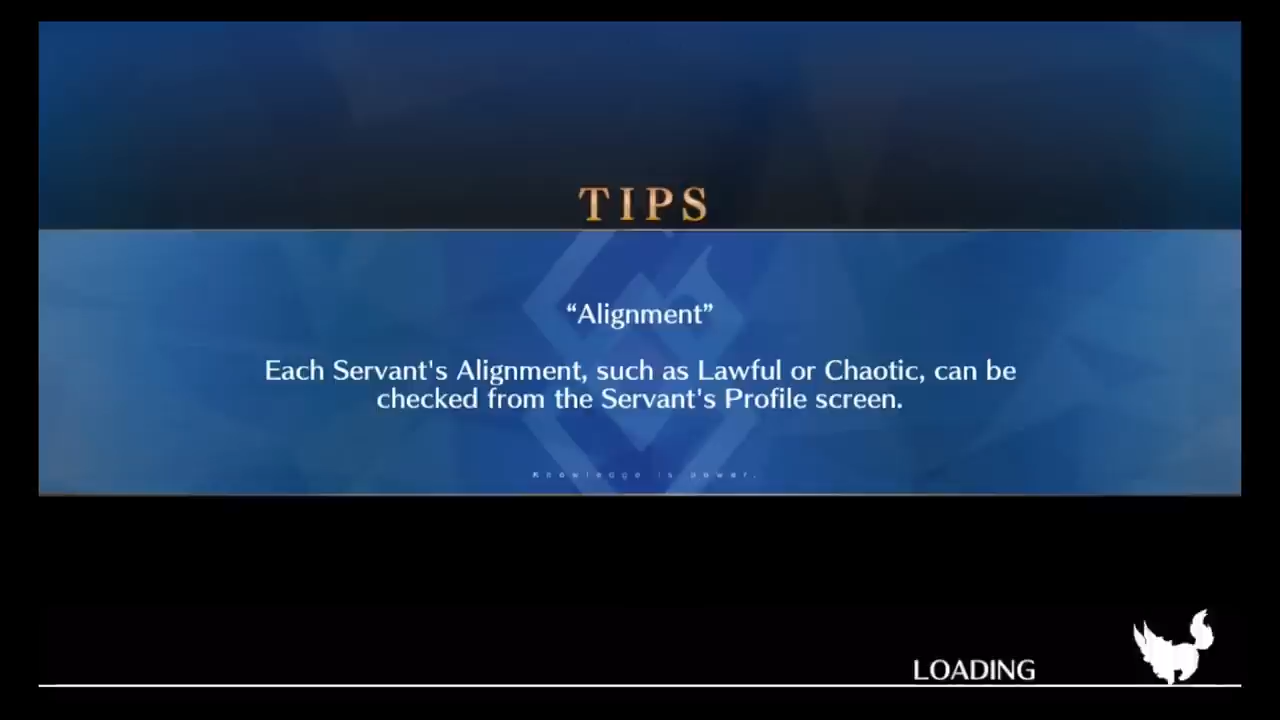 TIPS
“Alignment”
Each Servant's Alignment, such as Lawful or Chaotic, can be
checked from the Servant's Profile screen.
Knowledge is power.
LOADING